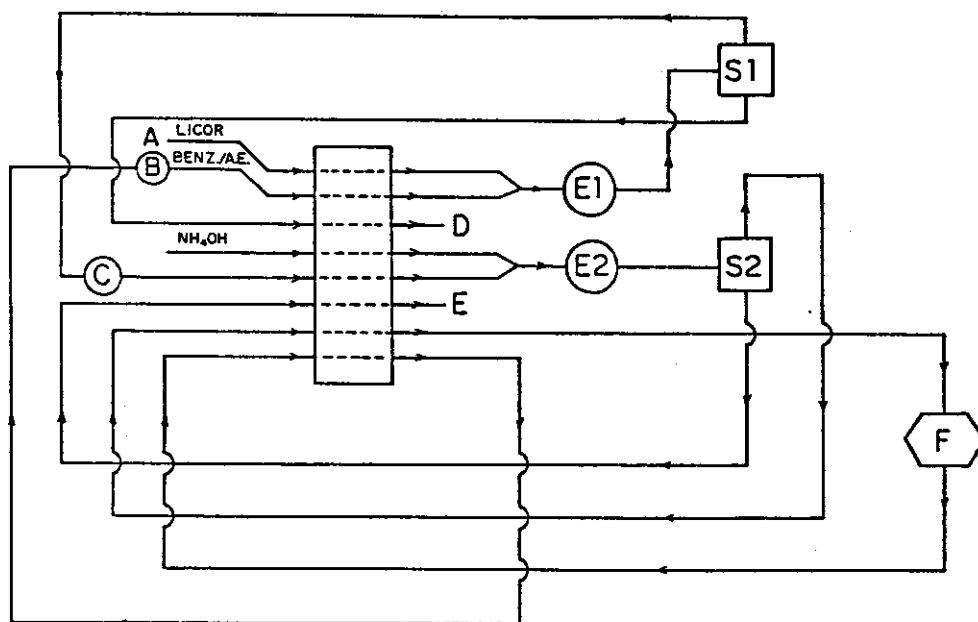 S1
A LICOR
B BENZ./A.E.
E1
D
NH₄OH
C
E2
S2
E
F